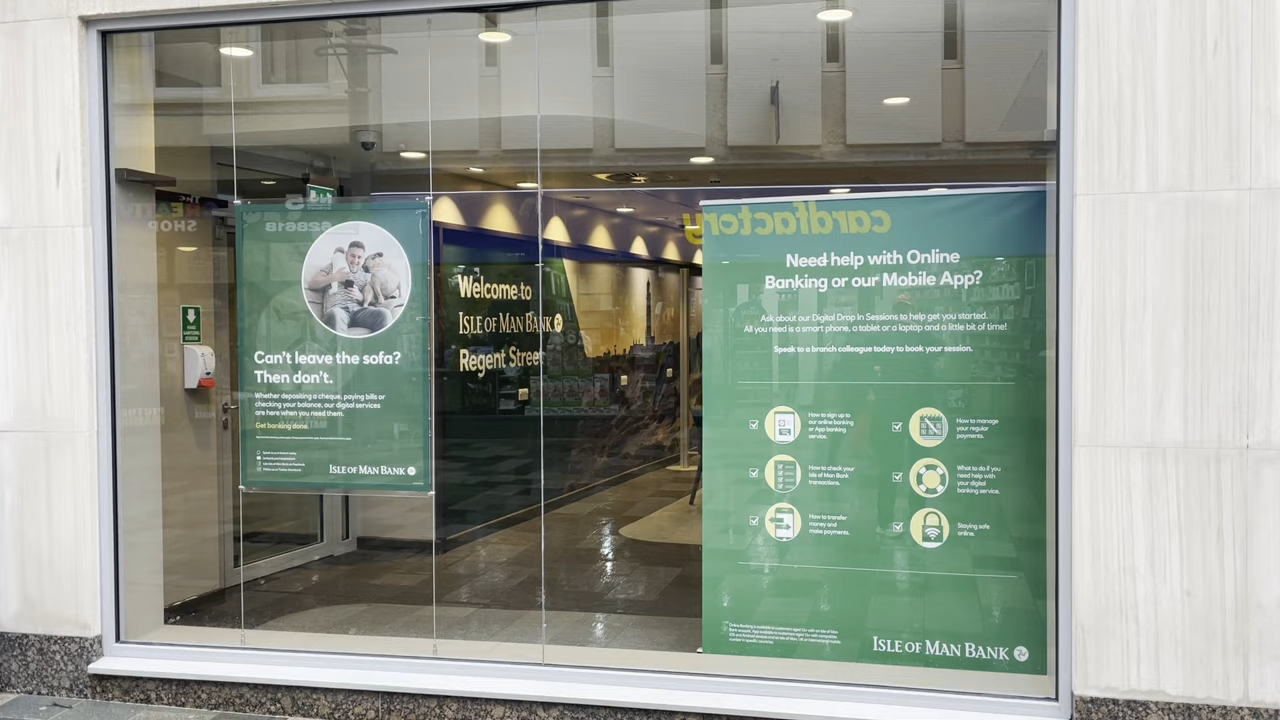 HAND
SANITIZING
STATION
THE
SHOP
628618
Can't leave the sofa?
Then don't.
Whether depositing a cheque, paying bills or
checking your balance, our digital services
are here when you need them.
Get banking done.
ISLE OF MAN BANK
Welcome to
ISLE OF MAN BANK
Regent Street
cardfactory
Need help with Online
Banking or our Mobile App?
Ask about our Digital Drop In Sessions to help get you started.
All you need is a smart phone, a tablet or a laptop and a little bit of time!
Speak to a branch colleague today to book your session.
How to sign up to
our online banking
or App banking
service.
How to check your
Isle of Man Bank
transactions.
How to transfer
money and
make payments.
How to manage
your regular
payments.
What to do if you
need help with
your digital
banking service.
Staying safe
online.
ISLE OF MAN BANK